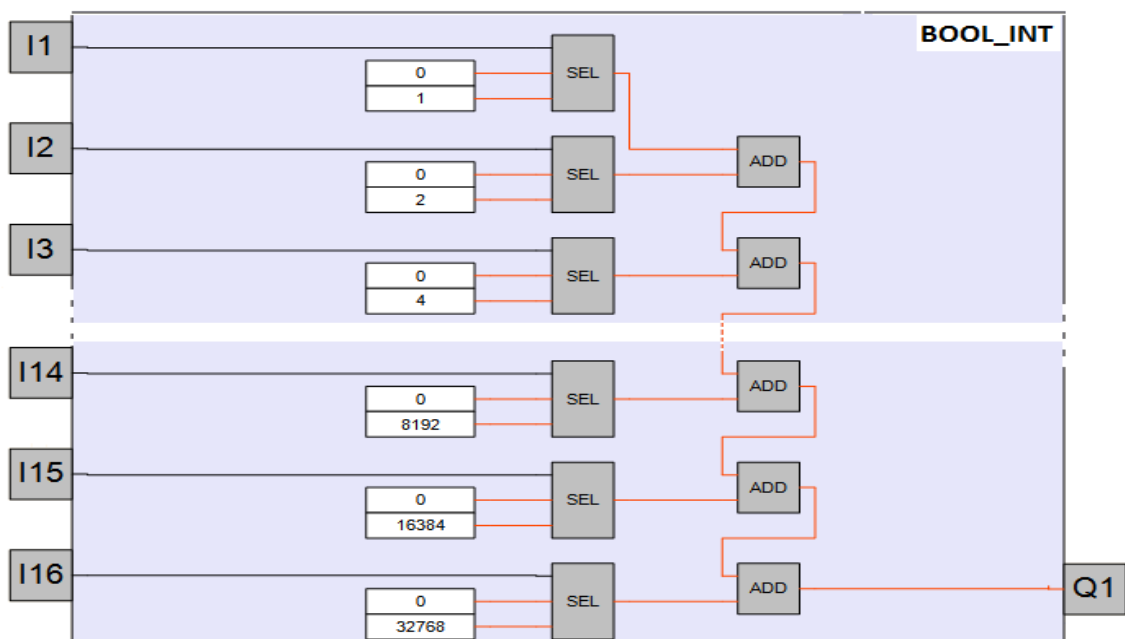 BOOL_INT
I1
0
1
SEL
I2
0
2
SEL
ADD
I3
0
4
SEL
ADD
I14
0
8192
SEL
ADD
I15
0
16384
SEL
ADD
I16
0
32768
SEL
ADD
Q1